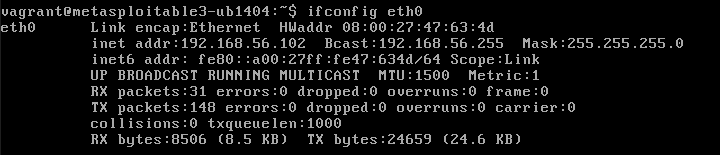 vagrant@metasploitable3-ub1404:~$ ifconfig eth0
eth0      Link encap:Ethernet  HWaddr 08:00:27:47:63:4d
          inet addr:192.168.56.102  Bcast:192.168.56.255  Mask:255.255.255.0
          inet6 addr: fe80::a00:27ff:fe47:634d/64 Scope:Link
          UP BROADCAST RUNNING MULTICAST  MTU:1500  Metric:1
          RX packets:31 errors:0 dropped:0 overruns:0 frame:0
          TX packets:148 errors:0 dropped:0 overruns:0 carrier:0
          collisions:0 txqueuelen:1000
          RX bytes:8506 (8.5 KB)  TX bytes:24659 (24.6 KB)